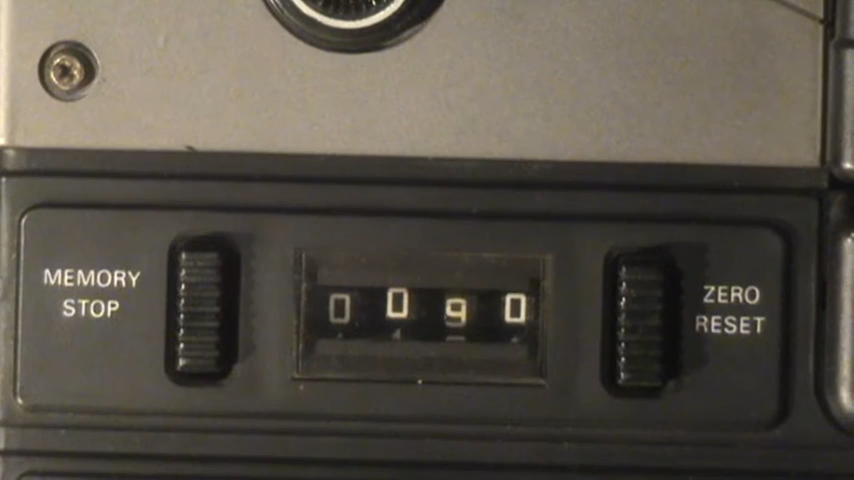 MEMORY
STOP
0090
ZERO
RESET